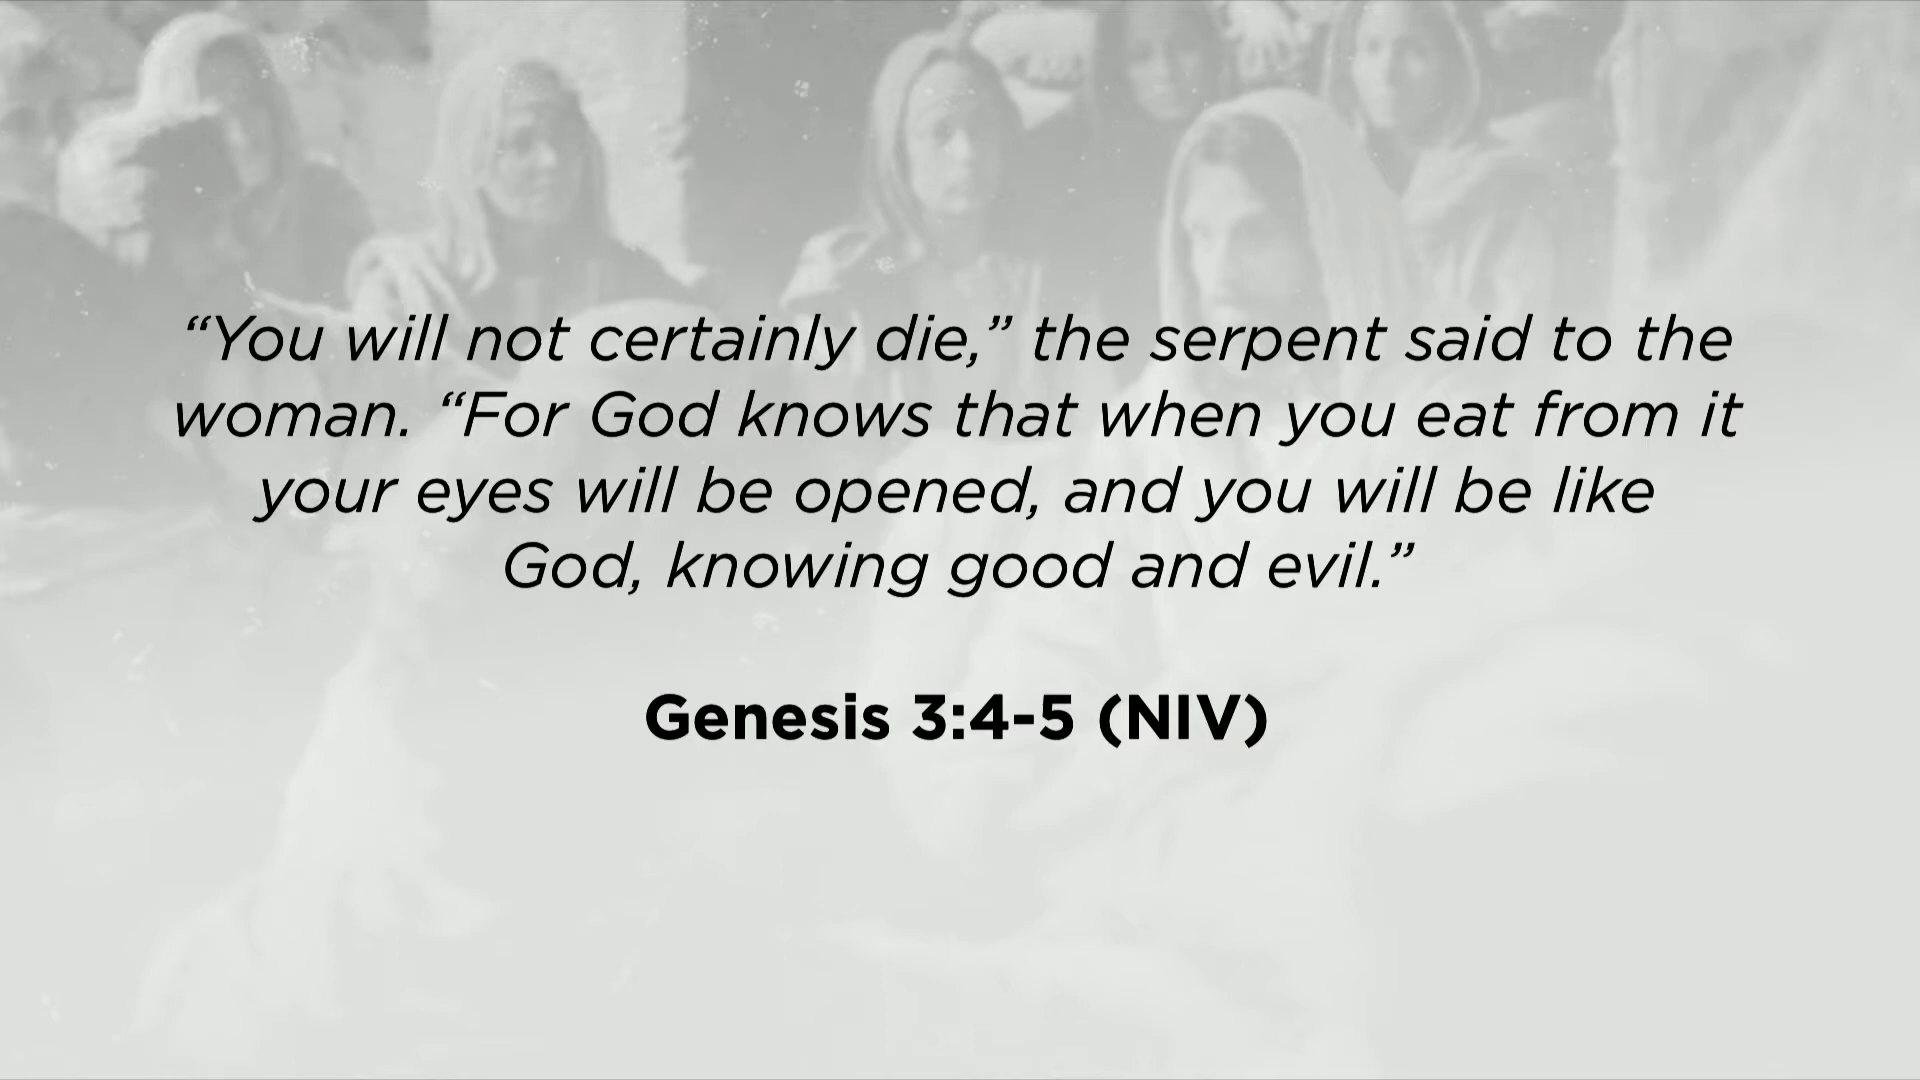 “You will not certainly die,” the serpent said to the
woman. “For God knows that when you eat from it
your eyes will be opened, and you will be like
God, knowing good and evil.”
Genesis 3:4-5 (NIV)